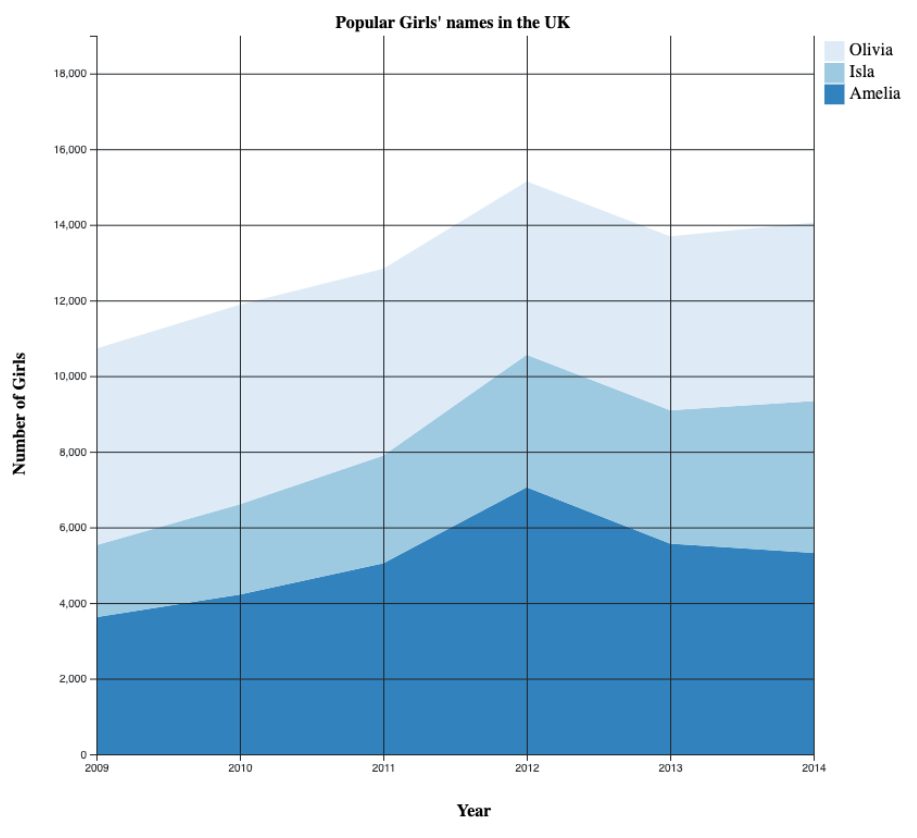 Popular Girls' names in the UK
Olivia
Isla
Amelia
18,000
16,000
14,000
12,000
10,000
8,000
6,000
4,000
2,000
0
Number of Girls
2009 2010 2011 2012 2013 2014
Year